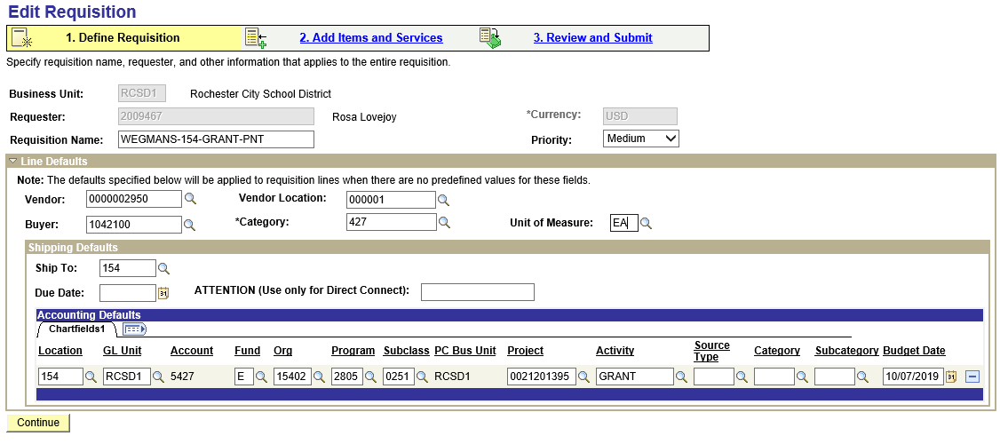 Edit Requisition
1. Define Requisition 2. Add Items and Services 3. Review and Submit
Specify requisition name, requester, and other information that applies to the entire requisition.
Business Unit: RCSD1 Rochester City School District
Requester: 2009467 Rosa Lovejoy *Currency: USD
Requisition Name: WEGMANS-154-GRANT-PNT Priority: Medium
Line Defaults
Note: The defaults specified below will be applied to requisition lines when there are no predefined values for these fields.
Vendor: 0000002950 Vendor Location: 000001
Buyer: 1042100 *Category: 427 Unit of Measure: EA
Shipping Defaults
Ship To: 154
Due Date: 31 ATTENTION (Use only for Direct Connect):
Accounting Defaults
Chartfields1
Location GL Unit Account Fund Org Program Subclass PC Bus Unit Project Activity Source Type Category Subcategory Budget Date
154 RCSD1 5427 E 15402 2805 0251 RCSD1 0021201395 GRANT 10/07/2019 31
Continue